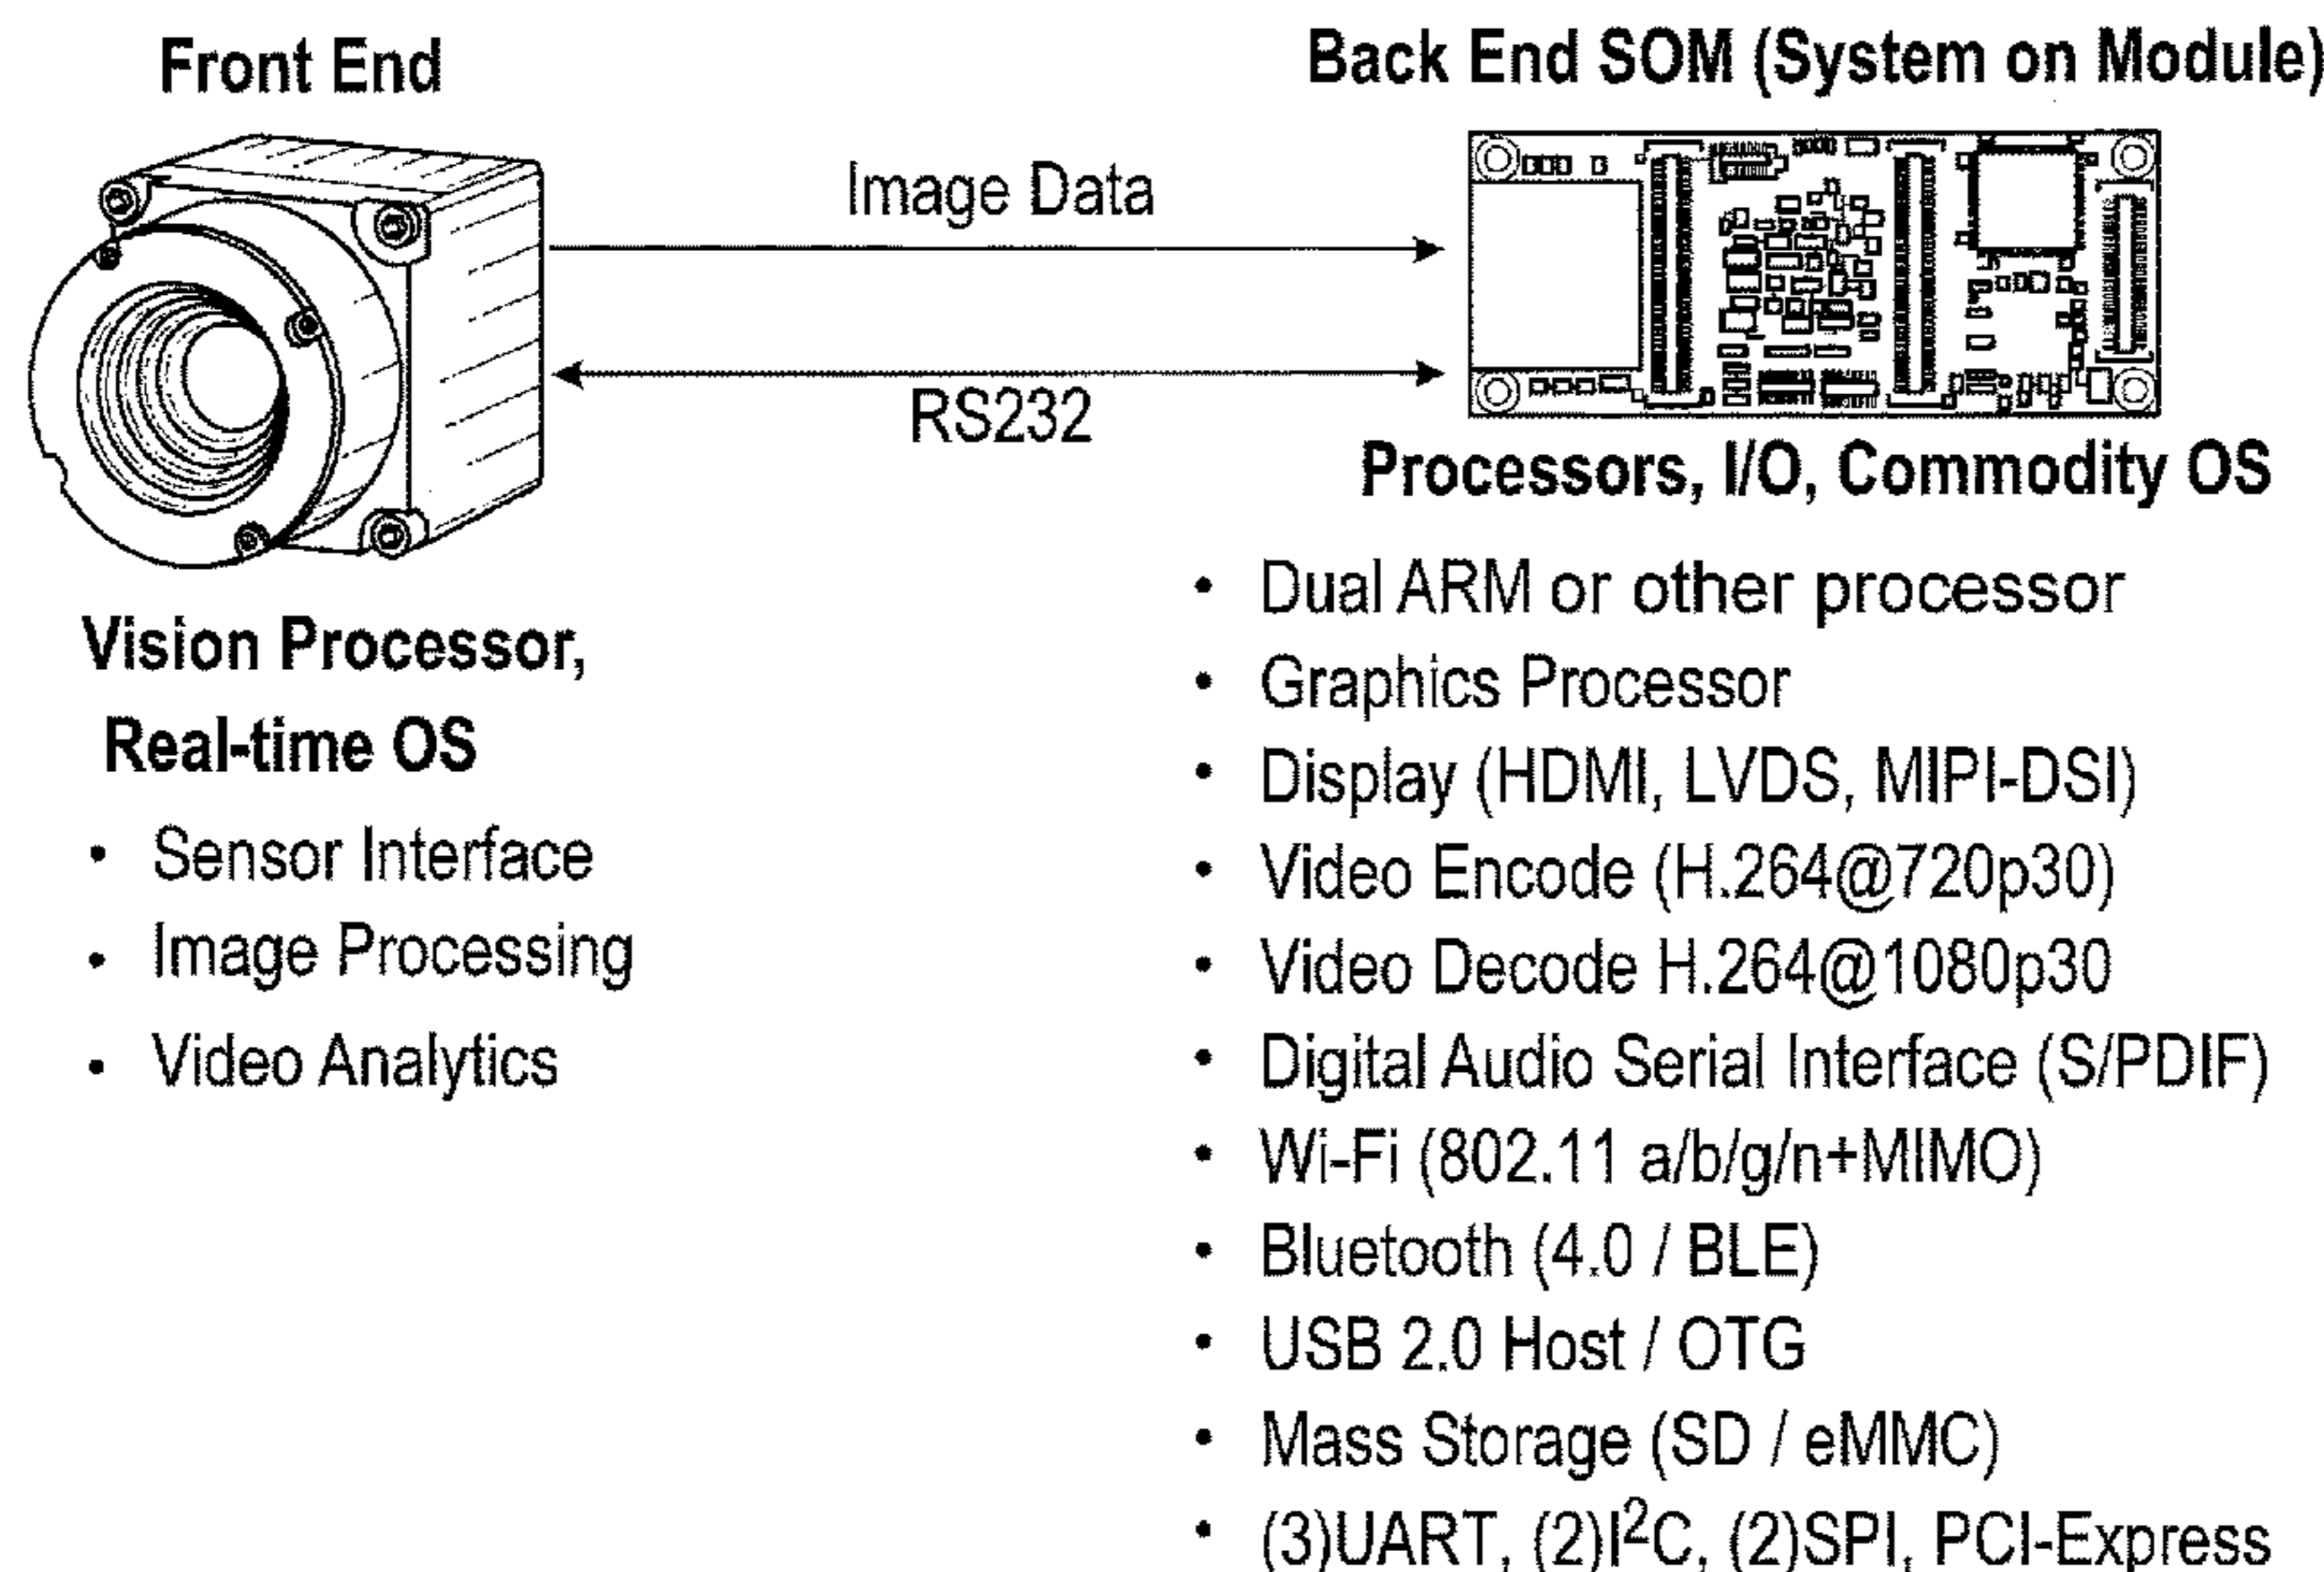 Front End
Back End SOM (System on Module)
Image Data
RS232
Vision Processor,
Real-time OS
• Sensor Interface
• Image Processing
• Video Analytics
Processors, I/O, Commodity OS
• Dual ARM or other processor
• Graphics Processor
• Display (HDMI, LVDS, MIPI-DSI)
• Video Encode (H.264@720p30)
• Video Decode H.264@1080p30
• Digital Audio Serial Interface (S/PDIF)
• Wi-Fi (802.11 a/b/g/n+MIMO)
• Bluetooth (4.0 / BLE)
• USB 2.0 Host / OTG
• Mass Storage (SD / eMMC)
• (3)UART, (2)I²C, (2)SPI, PCI-Express